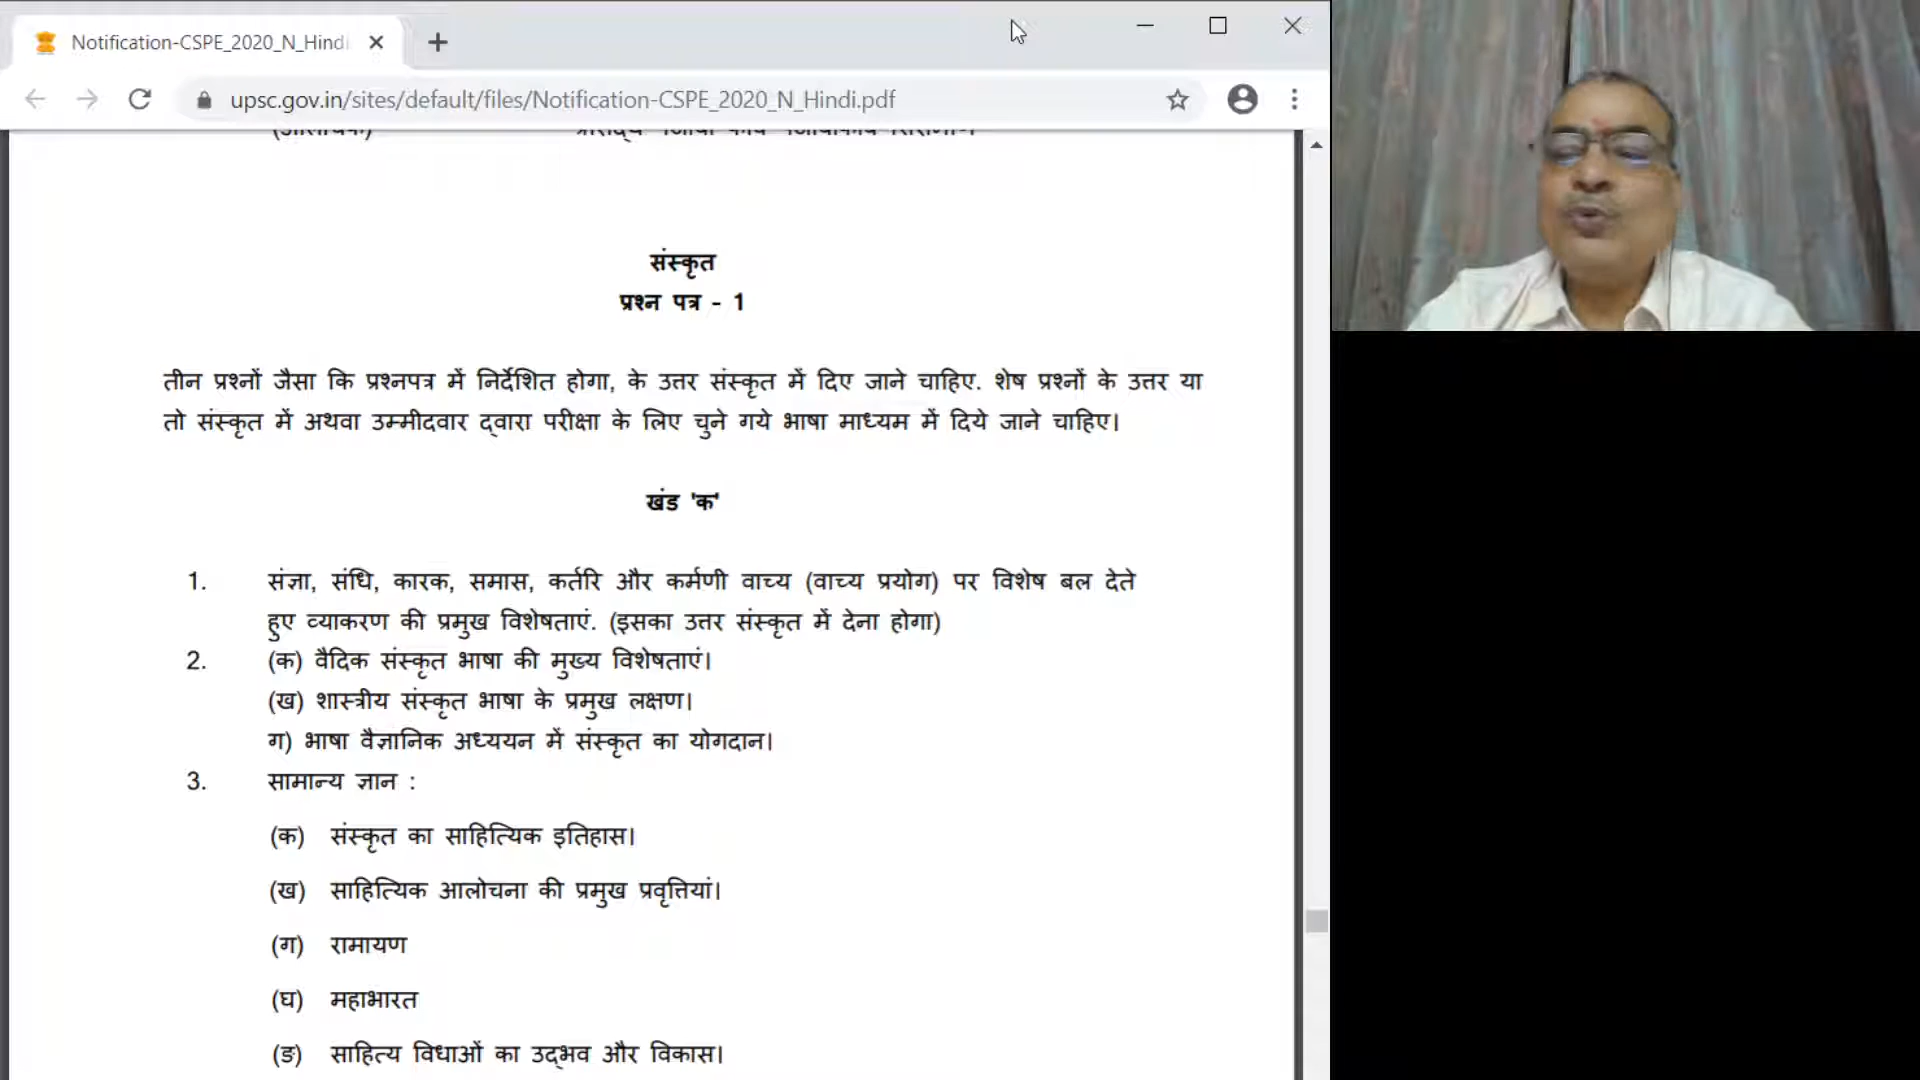 Notification-CSPE_2020_N_Hindi
upsc.gov.in/sites/default/files/Notification-CSPE_2020_N_Hindi.pdf
संस्कृत
प्रश्न पत्र - 1
तीन प्रश्नों जैसा कि प्रश्नपत्र में निर्देशित होगा, के उत्तर संस्कृत में दिए जाने चाहिए. शेष प्रश्नों के उत्तर या
तो संस्कृत में अथवा उम्मीदवार द्वारा परीक्षा के लिए चुने गये भाषा माध्यम में दिये जाने चाहिए।
खंड 'क'
1. संज्ञा, संधि, कारक, समास, कर्तरि और कर्मणी वाच्य (वाच्य प्रयोग) पर विशेष बल देते
हुए व्याकरण की प्रमुख विशेषताएं. (इसका उत्तर संस्कृत में देना होगा)
2. (क) वैदिक संस्कृत भाषा की मुख्य विशेषताएं।
(ख) शास्त्रीय संस्कृत भाषा के प्रमुख लक्षण।
ग) भाषा वैज्ञानिक अध्ययन में संस्कृत का योगदान।
3. सामान्य ज्ञान :
(क) संस्कृत का साहित्यिक इतिहास।
(ख) साहित्यिक आलोचना की प्रमुख प्रवृत्तियां।
(ग) रामायण
(घ) महाभारत
(ङ) साहित्य विधाओं का उद्भव और विकास।